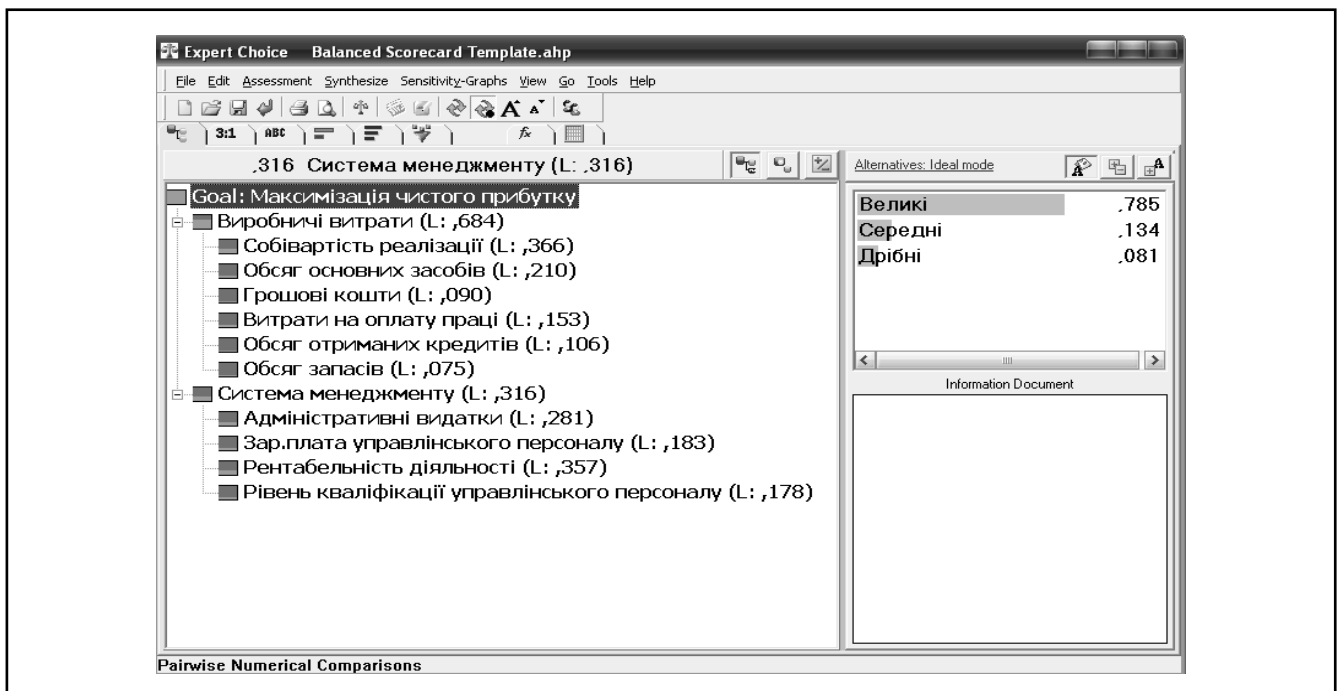 Expert Choice Balanced Scorecard Template.ahp
File Edit Assessment Synthesize Sensitivity-Graphs View Go Tools Help
3:1 ABC fx
,316 Система менеджменту (L: ,316)
Alternatives: Ideal mode
Goal: Максимізація чистого прибутку
Виробничі витрати (L: ,684)
Собівартість реалізації (L: ,366)
Обсяг основних засобів (L: ,210)
Грошові кошти (L: ,090)
Витрати на оплату праці (L: ,153)
Обсяг отриманих кредитів (L: ,106)
Обсяг запасів (L: ,075)
Система менеджменту (L: ,316)
Адміністративні видатки (L: ,281)
Зар.плата управлінського персоналу (L: ,183)
Рентабельність діяльності (L: ,357)
Рівень кваліфікації управлінського персоналу (L: ,178)
Великі ,785
Середні ,134
Дрібні ,081
Information Document
Pairwise Numerical Comparisons